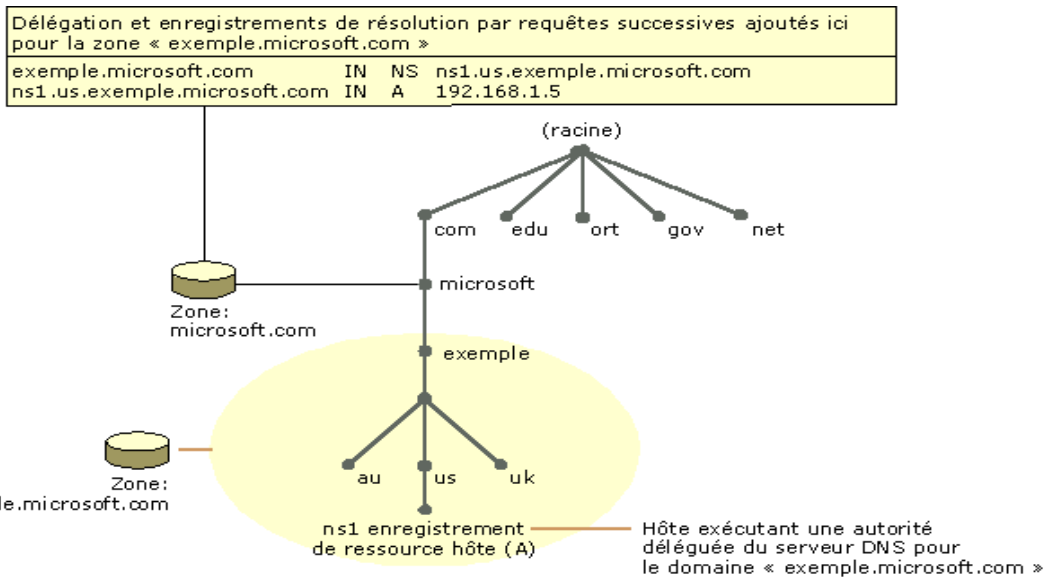 Délégation et enregistrements de résolution par requêtes successives ajoutés ici
pour la zone « exemple.microsoft.com »
exemple.microsoft.com IN NS ns1.us.exemple.microsoft.com
ns1.us.exemple.microsoft.com IN A 192.168.1.5
(racine)
com edu ort gov net
microsoft
Zone:
microsoft.com
exemple
au us uk
Zone:
le.microsoft.com
ns1 enregistrement
de ressource hôte (A)
Hôte exécutant une autorité
déléguée du serveur DNS pour
le domaine « exemple.microsoft.com »